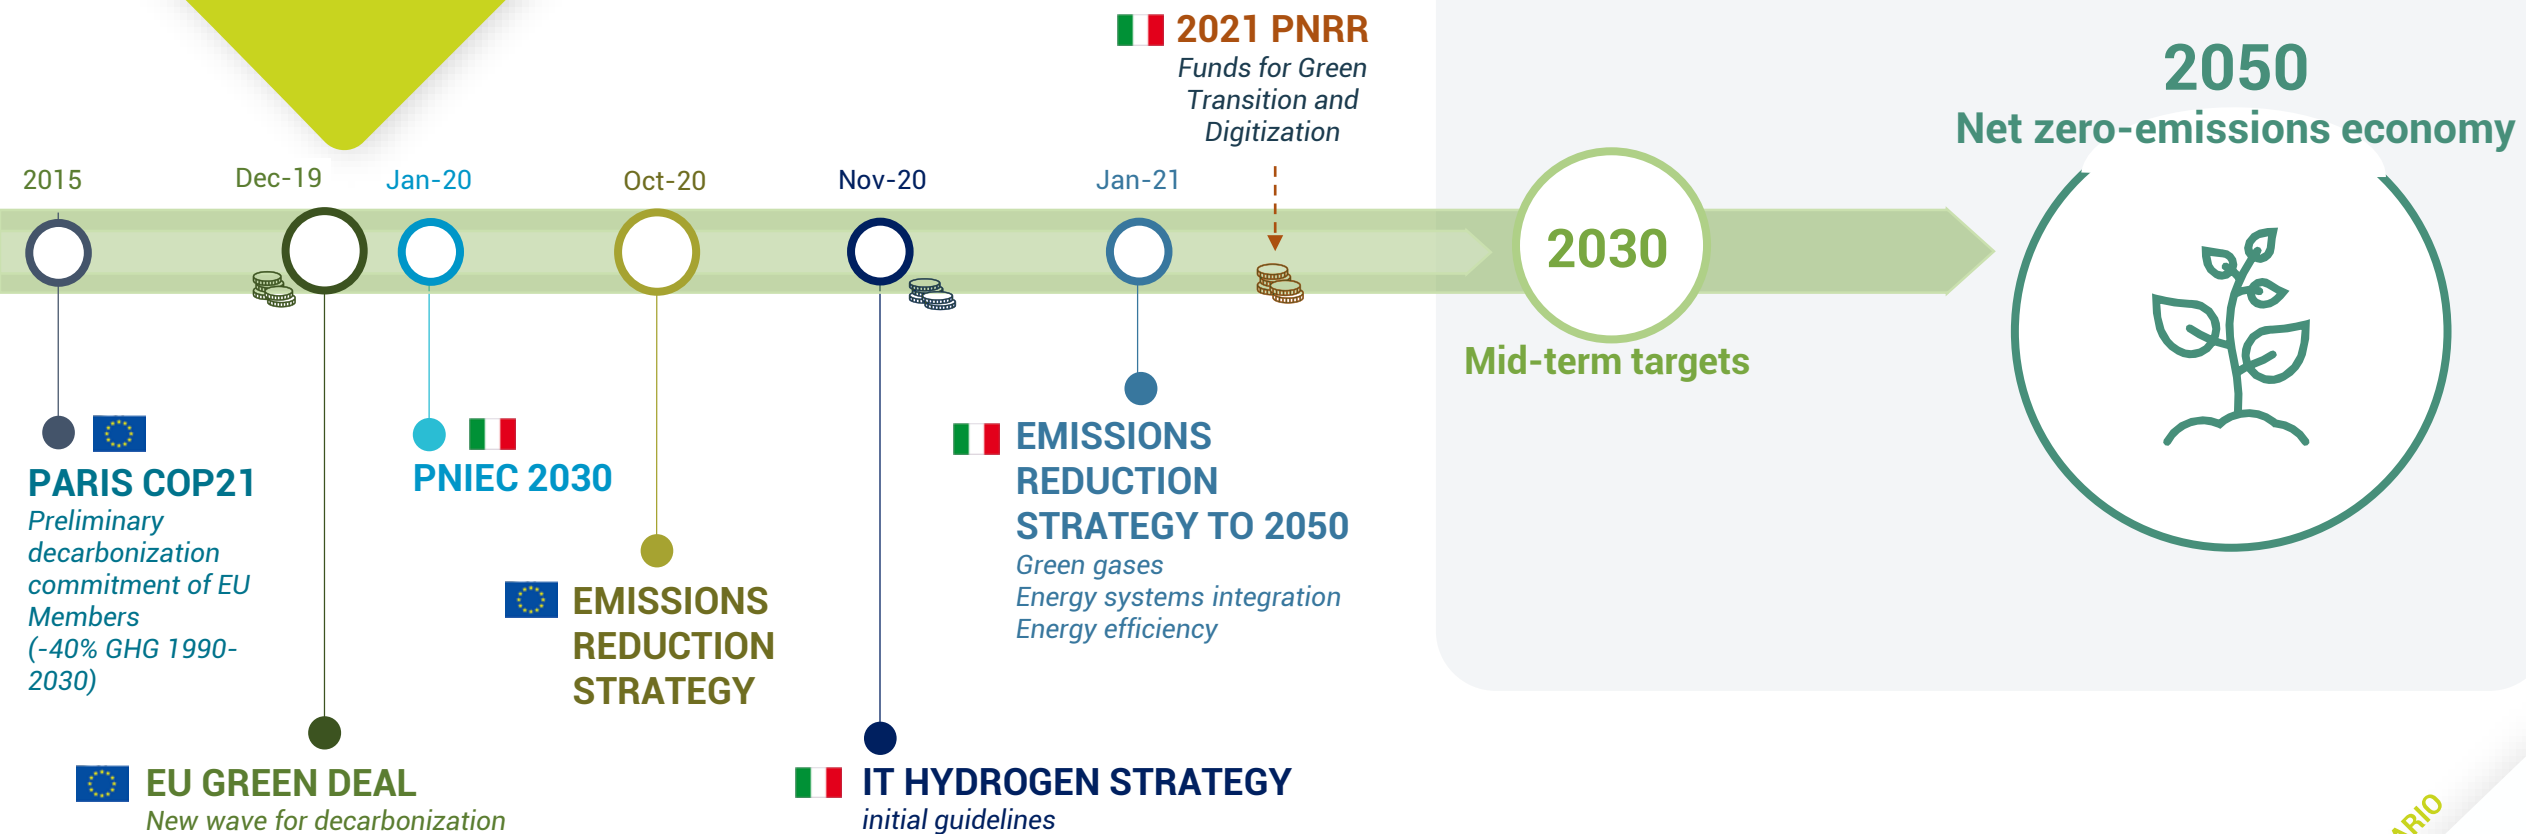 2021 PNRR
Funds for Green
Transition and
Digitization
2050
Net zero-emissions economy
2015
Dec-19
Jan-20
Oct-20
Nov-20
Jan-21
2030
Mid-term targets
PARIS COP21
Preliminary
decarbonization
commitment of EU
Members
(-40% GHG 1990-
2030)
PNIEC 2030
EMISSIONS
REDUCTION
STRATEGY
EMISSIONS
REDUCTION
STRATEGY TO 2050
Green gases
Energy systems integration
Energy efficiency
EU GREEN DEAL
New wave for decarbonization
IT HYDROGEN STRATEGY
initial guidelines